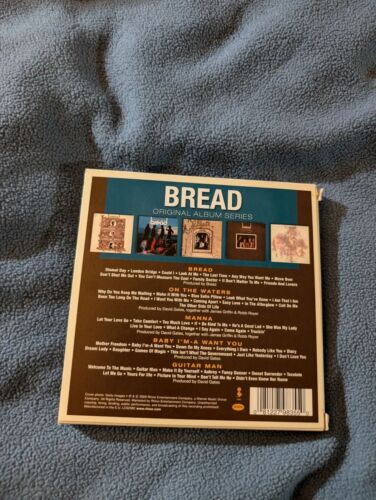 BREAD
ORIGINAL ALBUM SERIES
BREAD
Dismal Day • London Bridge • Could I • Look At Me • The Last Time • Any Way You Want Me • Move Over
Don't Shut Me Out • You Can't Measure The Cost • Family Doctor • It Don't Matter To Me • Friends And Lovers
Produced by Bread
ON THE WATERS
Why Do You Keep Me Waiting • Make It With You • Blue Satin Pillow • Look What You've Done • I Am That I Am
Been Too Long On The Road • I Want You With Me • Coming Apart • Easy Love • In The Afterglow • Call On Me
The Other Side Of Life
Produced by David Gates, together with James Griffin & Robb Royer
MANNA
Let Your Love Go • Take Comfort • Too Much Love • If • Be Kind To Me • He's A Good Lad • She Was My Lady
Live In Your Love • What A Change • I Say Again • Come Again • Truckin'
Produced by David Gates, together with James Griffin & Robb Royer
BABY I'M-A WANT YOU
Mother Freedom • Baby I'm-A Want You • Down On My Knees • Everything I Own • Nobody Like You • Diary
Dream Lady • Daughter • Games Of Magic • This Isn't What The Governmeant • Just Like Yesterday • I Don't Love You
Produced by David Gates
GUITAR MAN
Welcome To The Music • Guitar Man • Make It By Yourself • Aubrey • Fancy Dancer • Sweet Surrender • Tecolote
Let Me Go • Yours For Life • Picture In Your Mind • Don't Tell Me No • Didn't Even Know Her Name
Produced by David Gates